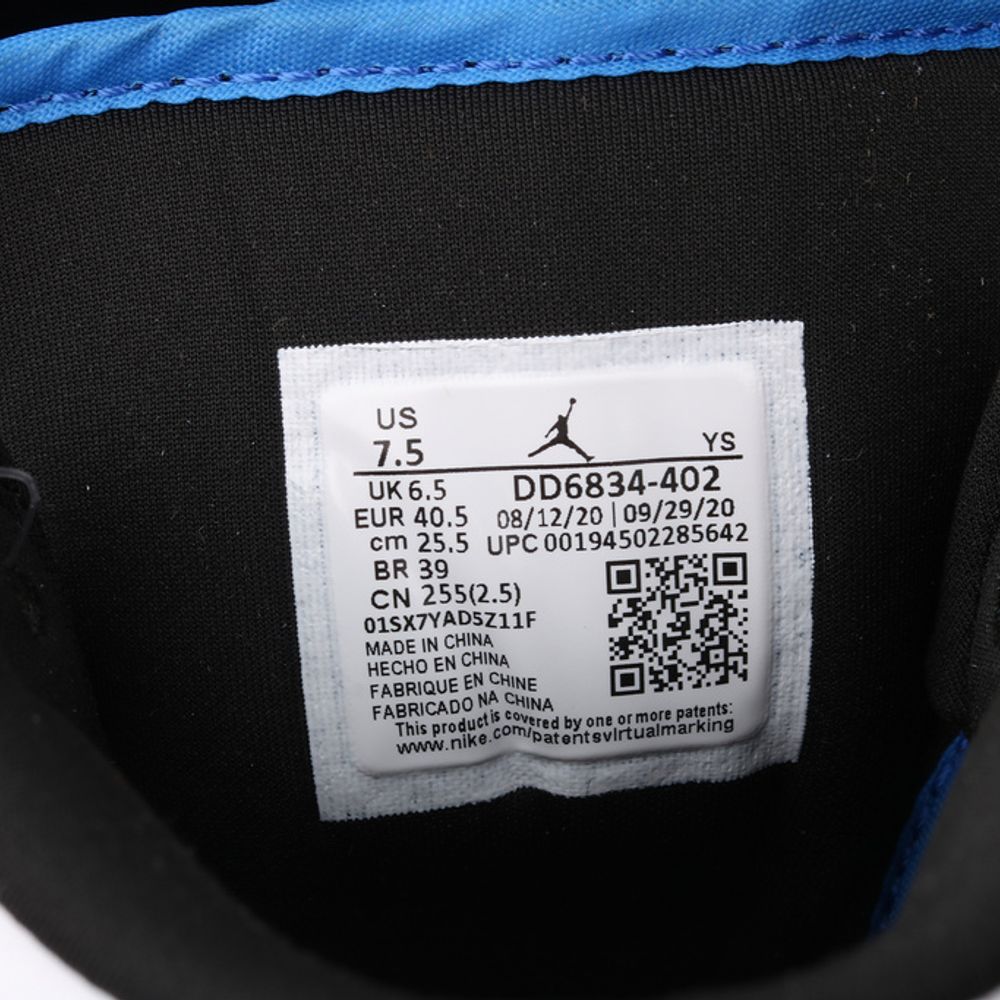 US
7.5
YS
UK 6.5
EUR 40.5
cm 25.5
BR 39
CN 255(2.5)
DD6834-402
08/12/20 | 09/29/20
UPC 00194502285642
01SX7YAD5Z11F
MADE IN CHINA
HECHO EN CHINA
FABRIQUE EN CHINE
FABRICADO NA CHINA
This product is covered by one or more patents:
www.nike.com/patentsvirtualmarking